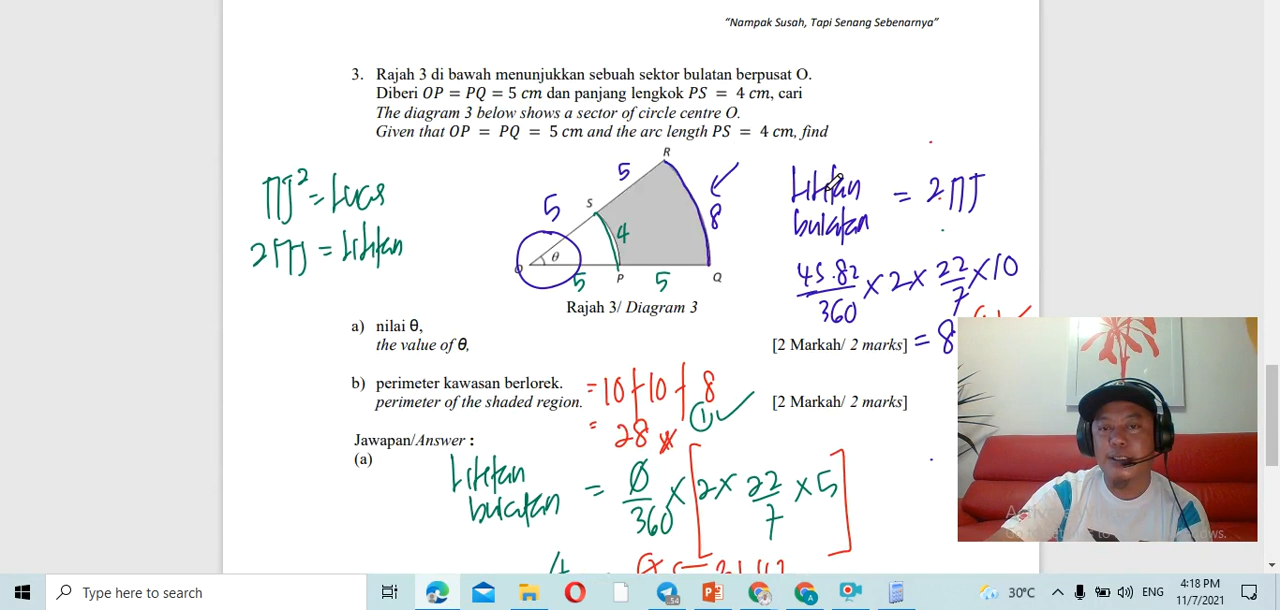 “Nampak Susah, Tapi Senang Sebenarnya”
3. Rajah 3 di bawah menunjukkan sebuah sektor bulatan berpusat O.
Diberi OP = PQ = 5 cm dan panjang lengkok PS = 4 cm, cari
The diagram 3 below shows a sector of circle centre O.
Given that OP = PQ = 5 cm and the arc length PS = 4 cm, find
πj² = Luas
2πj = Lilitan
R
5
5
S
8
4
θ
5
P
5
Q
Rajah 3/ Diagram 3
Lilitan
bulatan = 2πj
45.82/360 × 2 × 22/7 × 10
= 8
a) nilai θ,
the value of θ,
[2 Markah/ 2 marks]
b) perimeter kawasan berlorek.
perimeter of the shaded region.
[2 Markah/ 2 marks]
= 10 + 10 + 8
= 28
1 ✓
Jawapan/Answer :
(a)
Lilitan
bulatan = θ/360 × [2 × 22/7 × 5]
4
Type here to search
54
30°C
ENG
4:18 PM
11/7/2021